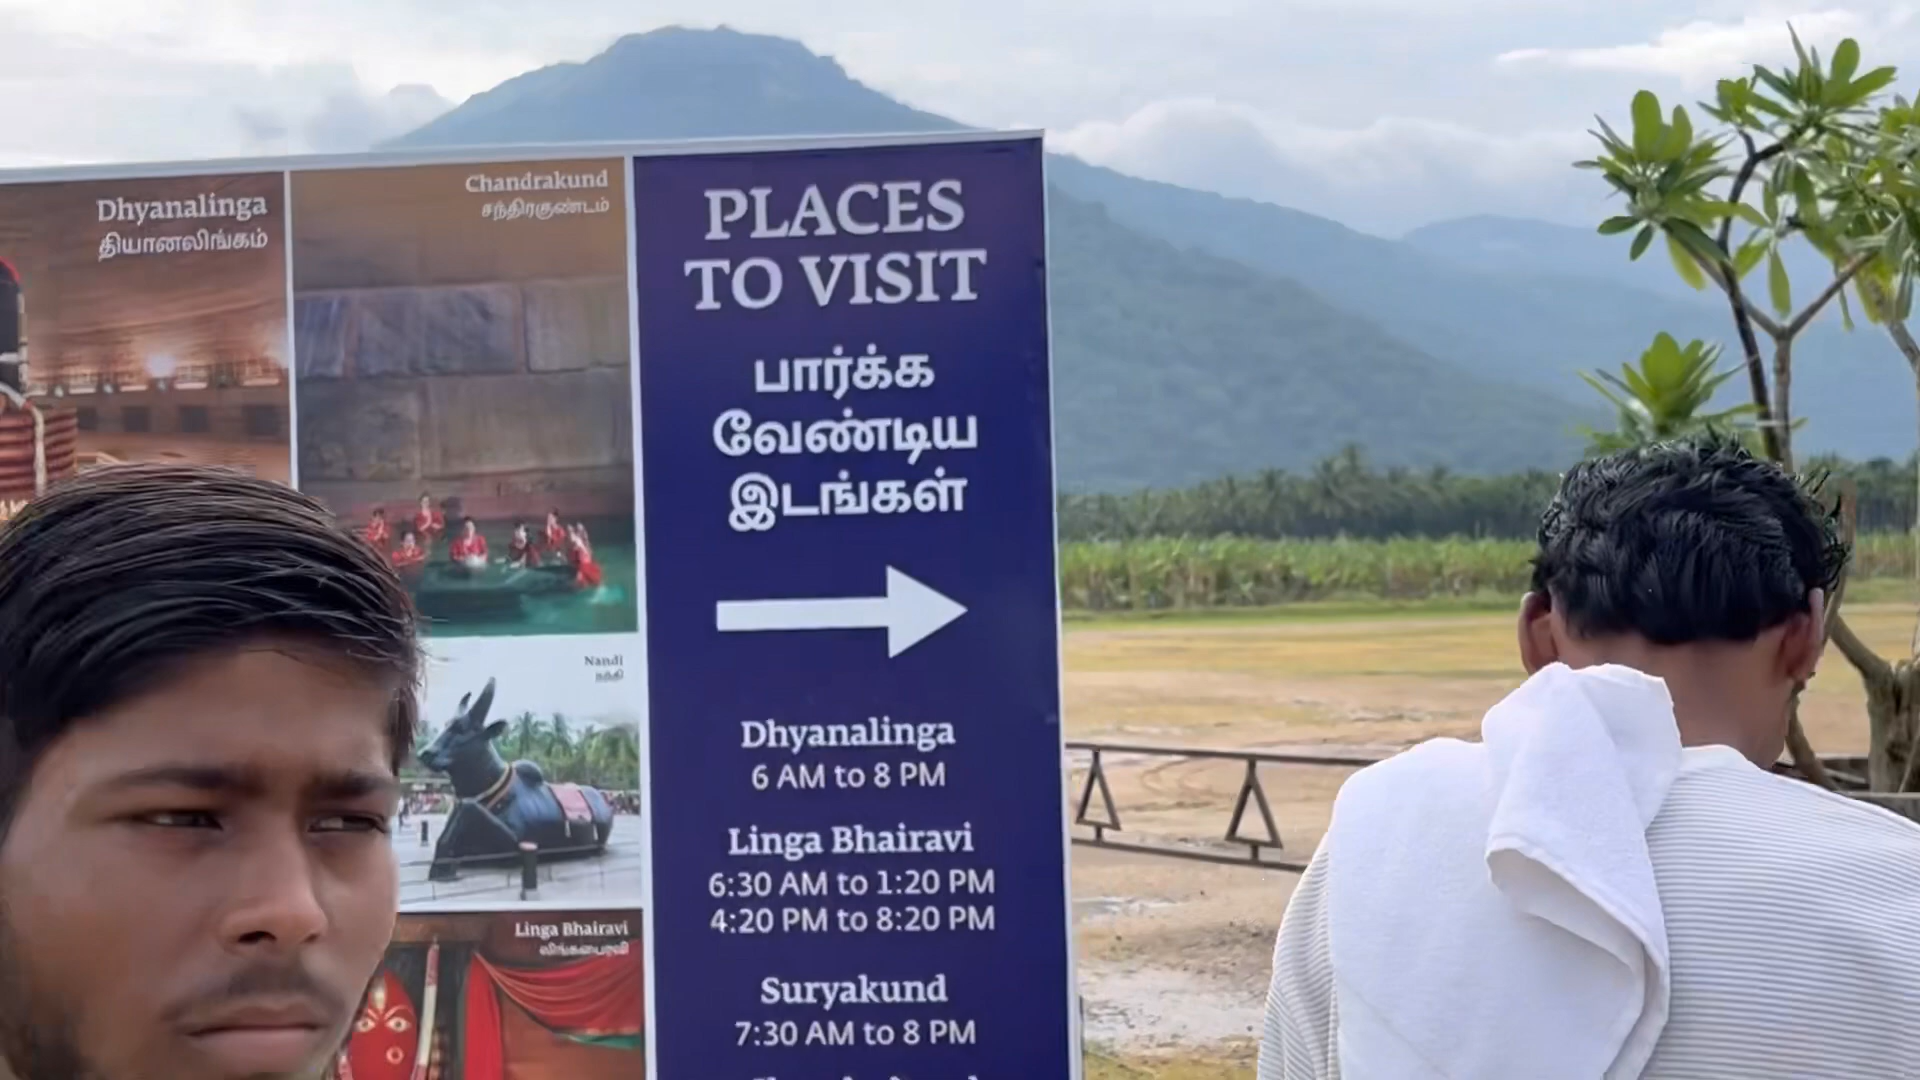 Dhyanalinga
தியானலிங்கம்
Chandrakund
சந்திரகுண்டம்
Nandi
நந்தி
Linga Bhairavi
லிங்கபைரவி
PLACES
TO VISIT
பார்க்க
வேண்டிய
இடங்கள்
Dhyanalinga
6 AM to 8 PM
Linga Bhairavi
6:30 AM to 1:20 PM
4:20 PM to 8:20 PM
Suryakund
7:30 AM to 8 PM